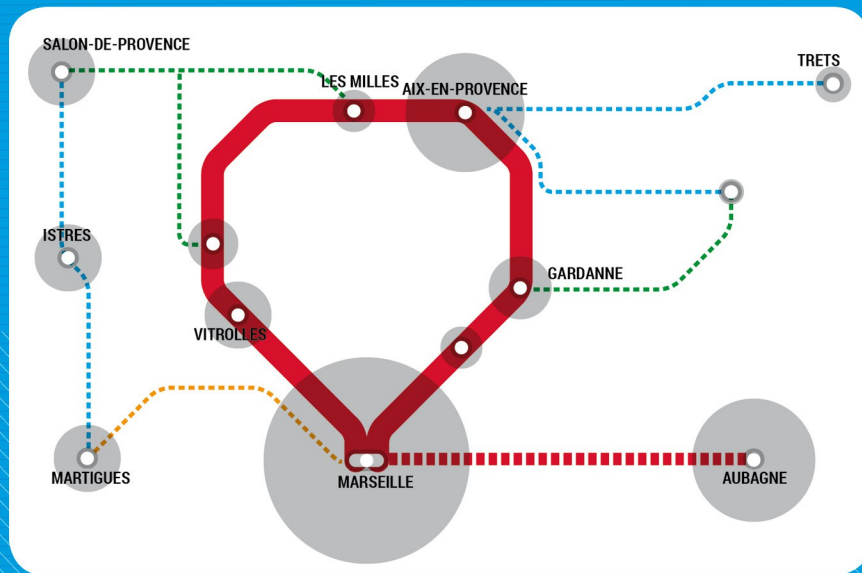 SALON-DE-PROVENCE
TRETS
LES MILLES
AIX-EN-PROVENCE
ISTRES
GARDANNE
VITROLLES
MARTIGUES
MARSEILLE
AUBAGNE